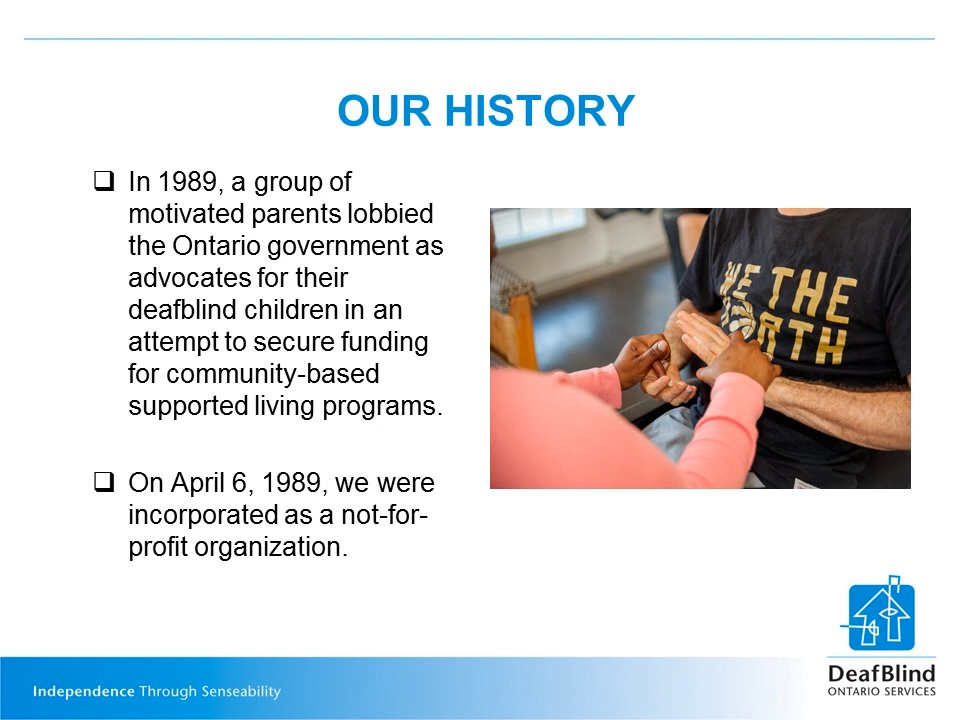 OUR HISTORY
In 1989, a group of
motivated parents lobbied
the Ontario government as
advocates for their
deafblind children in an
attempt to secure funding
for community-based
supported living programs.
On April 6, 1989, we were
incorporated as a not-for-
profit organization.
WE THE
NORTH
Independence Through Senseability
DeafBlind
ONTARIO SERVICES